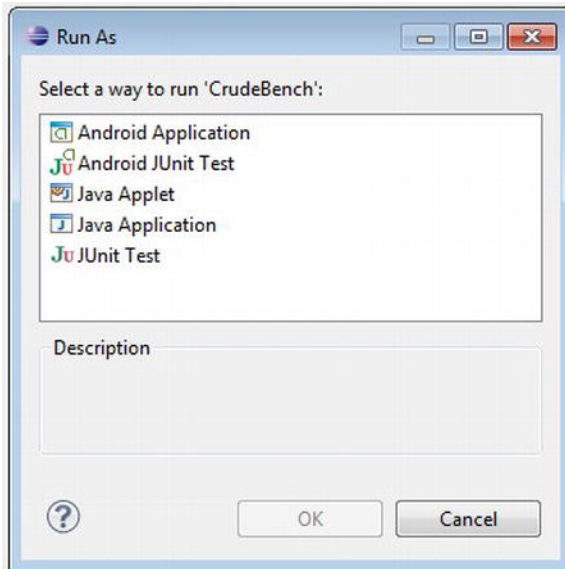 Run As
Select a way to run 'CrudeBench':
Android Application
Android JUnit Test
Java Applet
Java Application
JUnit Test
Description
OK
Cancel